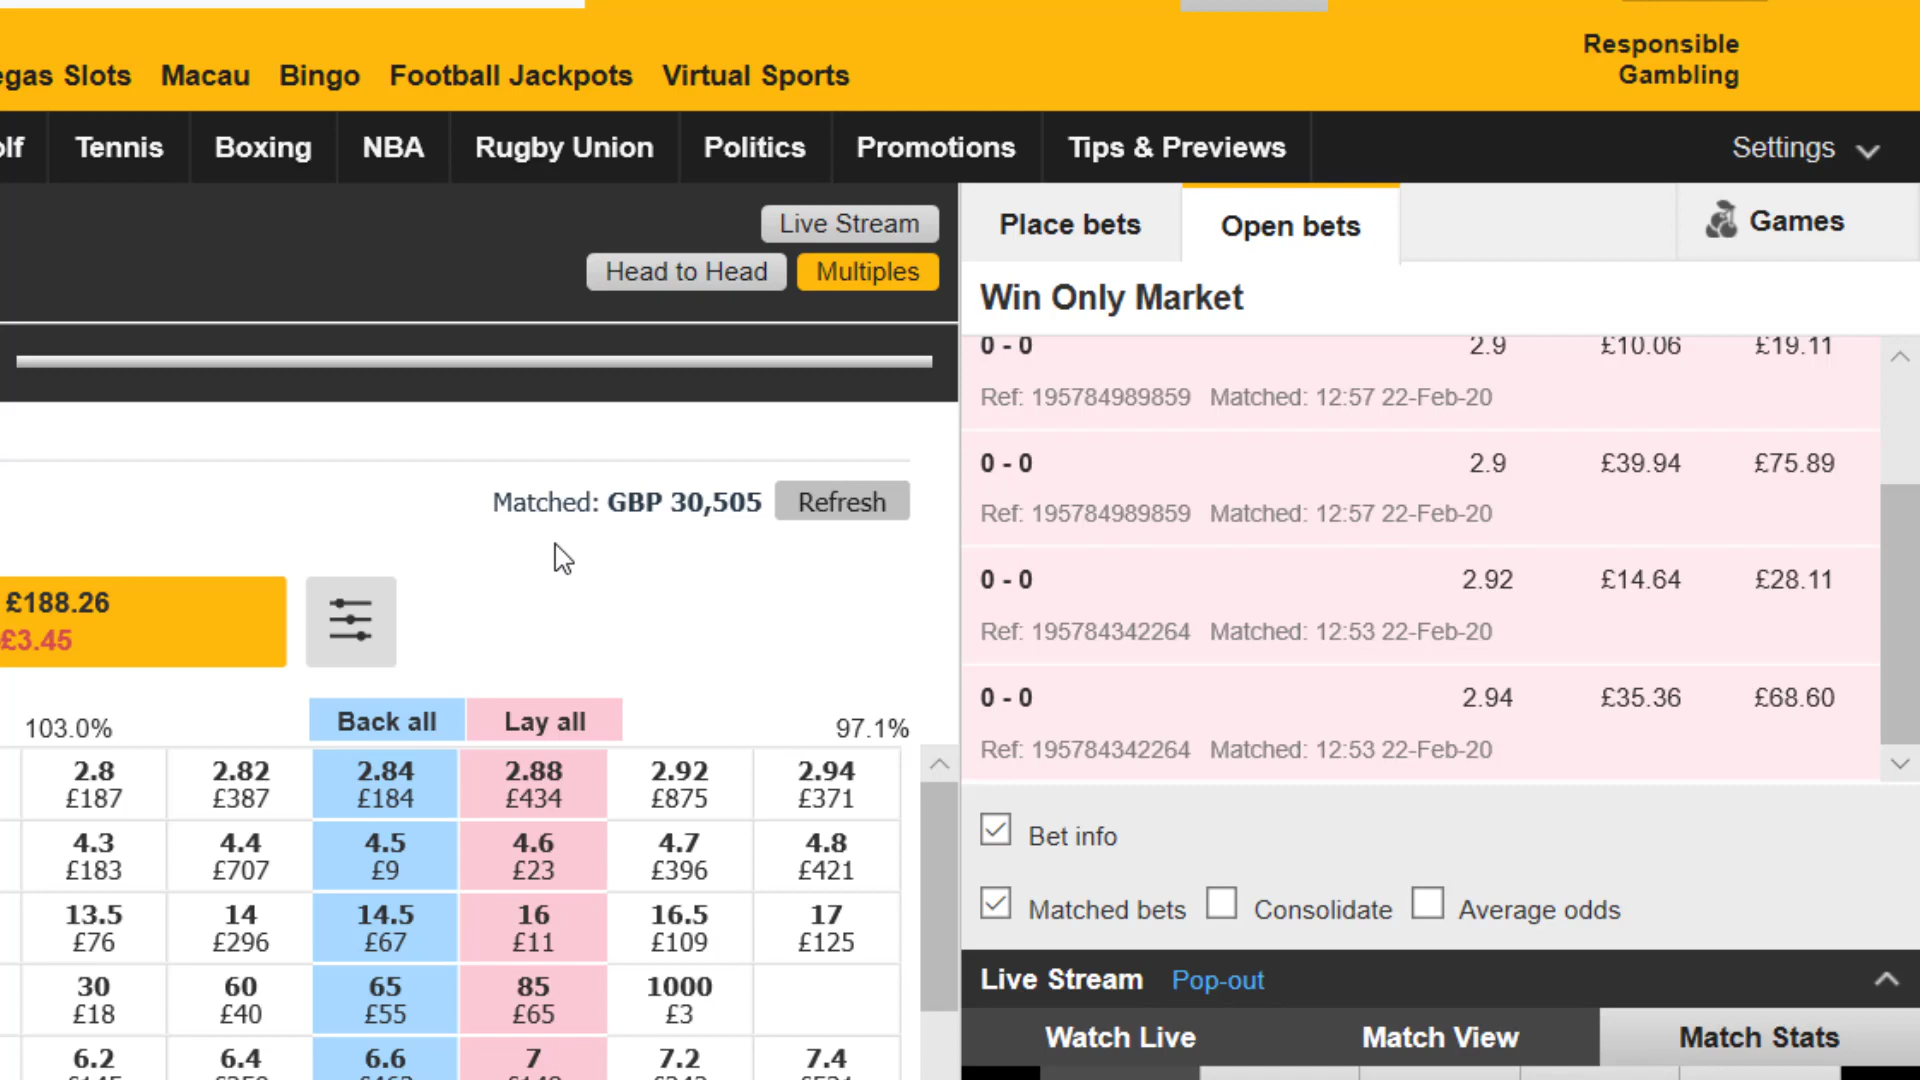 egas Slots Macau Bingo Football Jackpots Virtual Sports
Responsible
Gambling
olf Tennis Boxing NBA Rugby Union Politics Promotions Tips & Previews Settings
Live Stream
Head to Head Multiples
Matched: GBP 30,505 Refresh
£188.26
£3.45
103.0% Back all Lay all 97.1%
2.8 2.82 2.84 2.88 2.92 2.94
£187 £387 £184 £434 £875 £371
4.3 4.4 4.5 4.6 4.7 4.8
£183 £707 £9 £23 £396 £421
13.5 14 14.5 16 16.5 17
£76 £296 £67 £11 £109 £125
30 60 65 85 1000
£18 £40 £55 £65 £3
6.2 6.4 6.6 7 7.2 7.4
Place bets Open bets Games
Win Only Market
0 - 0 2.9 £10.06 £19.11
Ref: 195784989859 Matched: 12:57 22-Feb-20
0 - 0 2.9 £39.94 £75.89
Ref: 195784989859 Matched: 12:57 22-Feb-20
0 - 0 2.92 £14.64 £28.11
Ref: 195784342264 Matched: 12:53 22-Feb-20
0 - 0 2.94 £35.36 £68.60
Ref: 195784342264 Matched: 12:53 22-Feb-20
Bet info
Matched bets Consolidate Average odds
Live Stream Pop-out
Watch Live Match View Match Stats